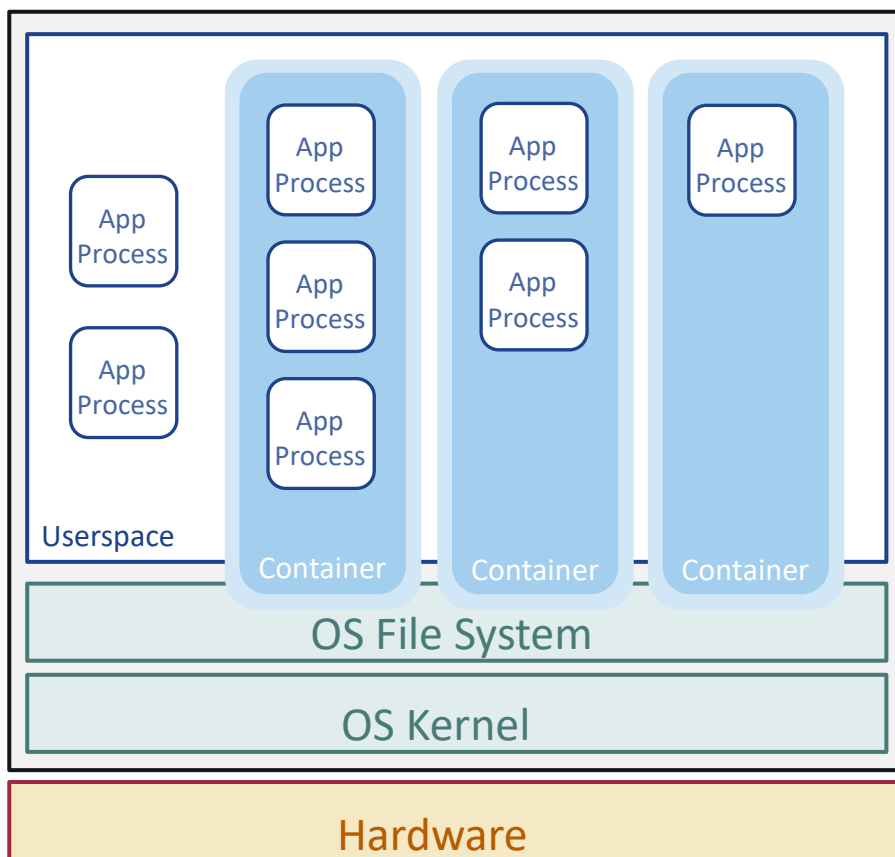 App
Process
App
Process
App
Process
App
Process
App
Process
App
Process
App
Process
App
Process
Userspace
Container
Container
Container
OS File System
OS Kernel
Hardware